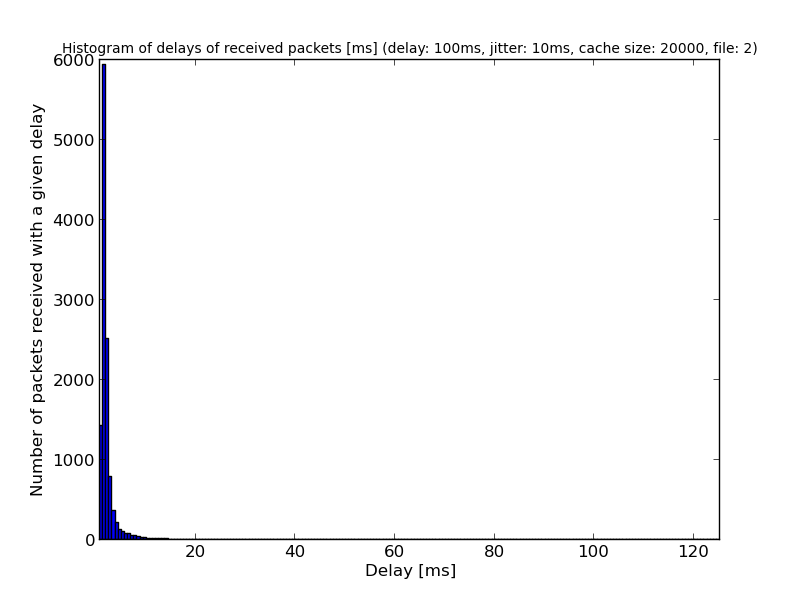 Histogram of delays of received packets [ms] (delay: 100ms, jitter: 10ms, cache size: 20000, file: 2)
6000
5000
4000
3000
2000
1000
0
Number of packets received with a given delay
20 40 60 80 100 120
Delay [ms]